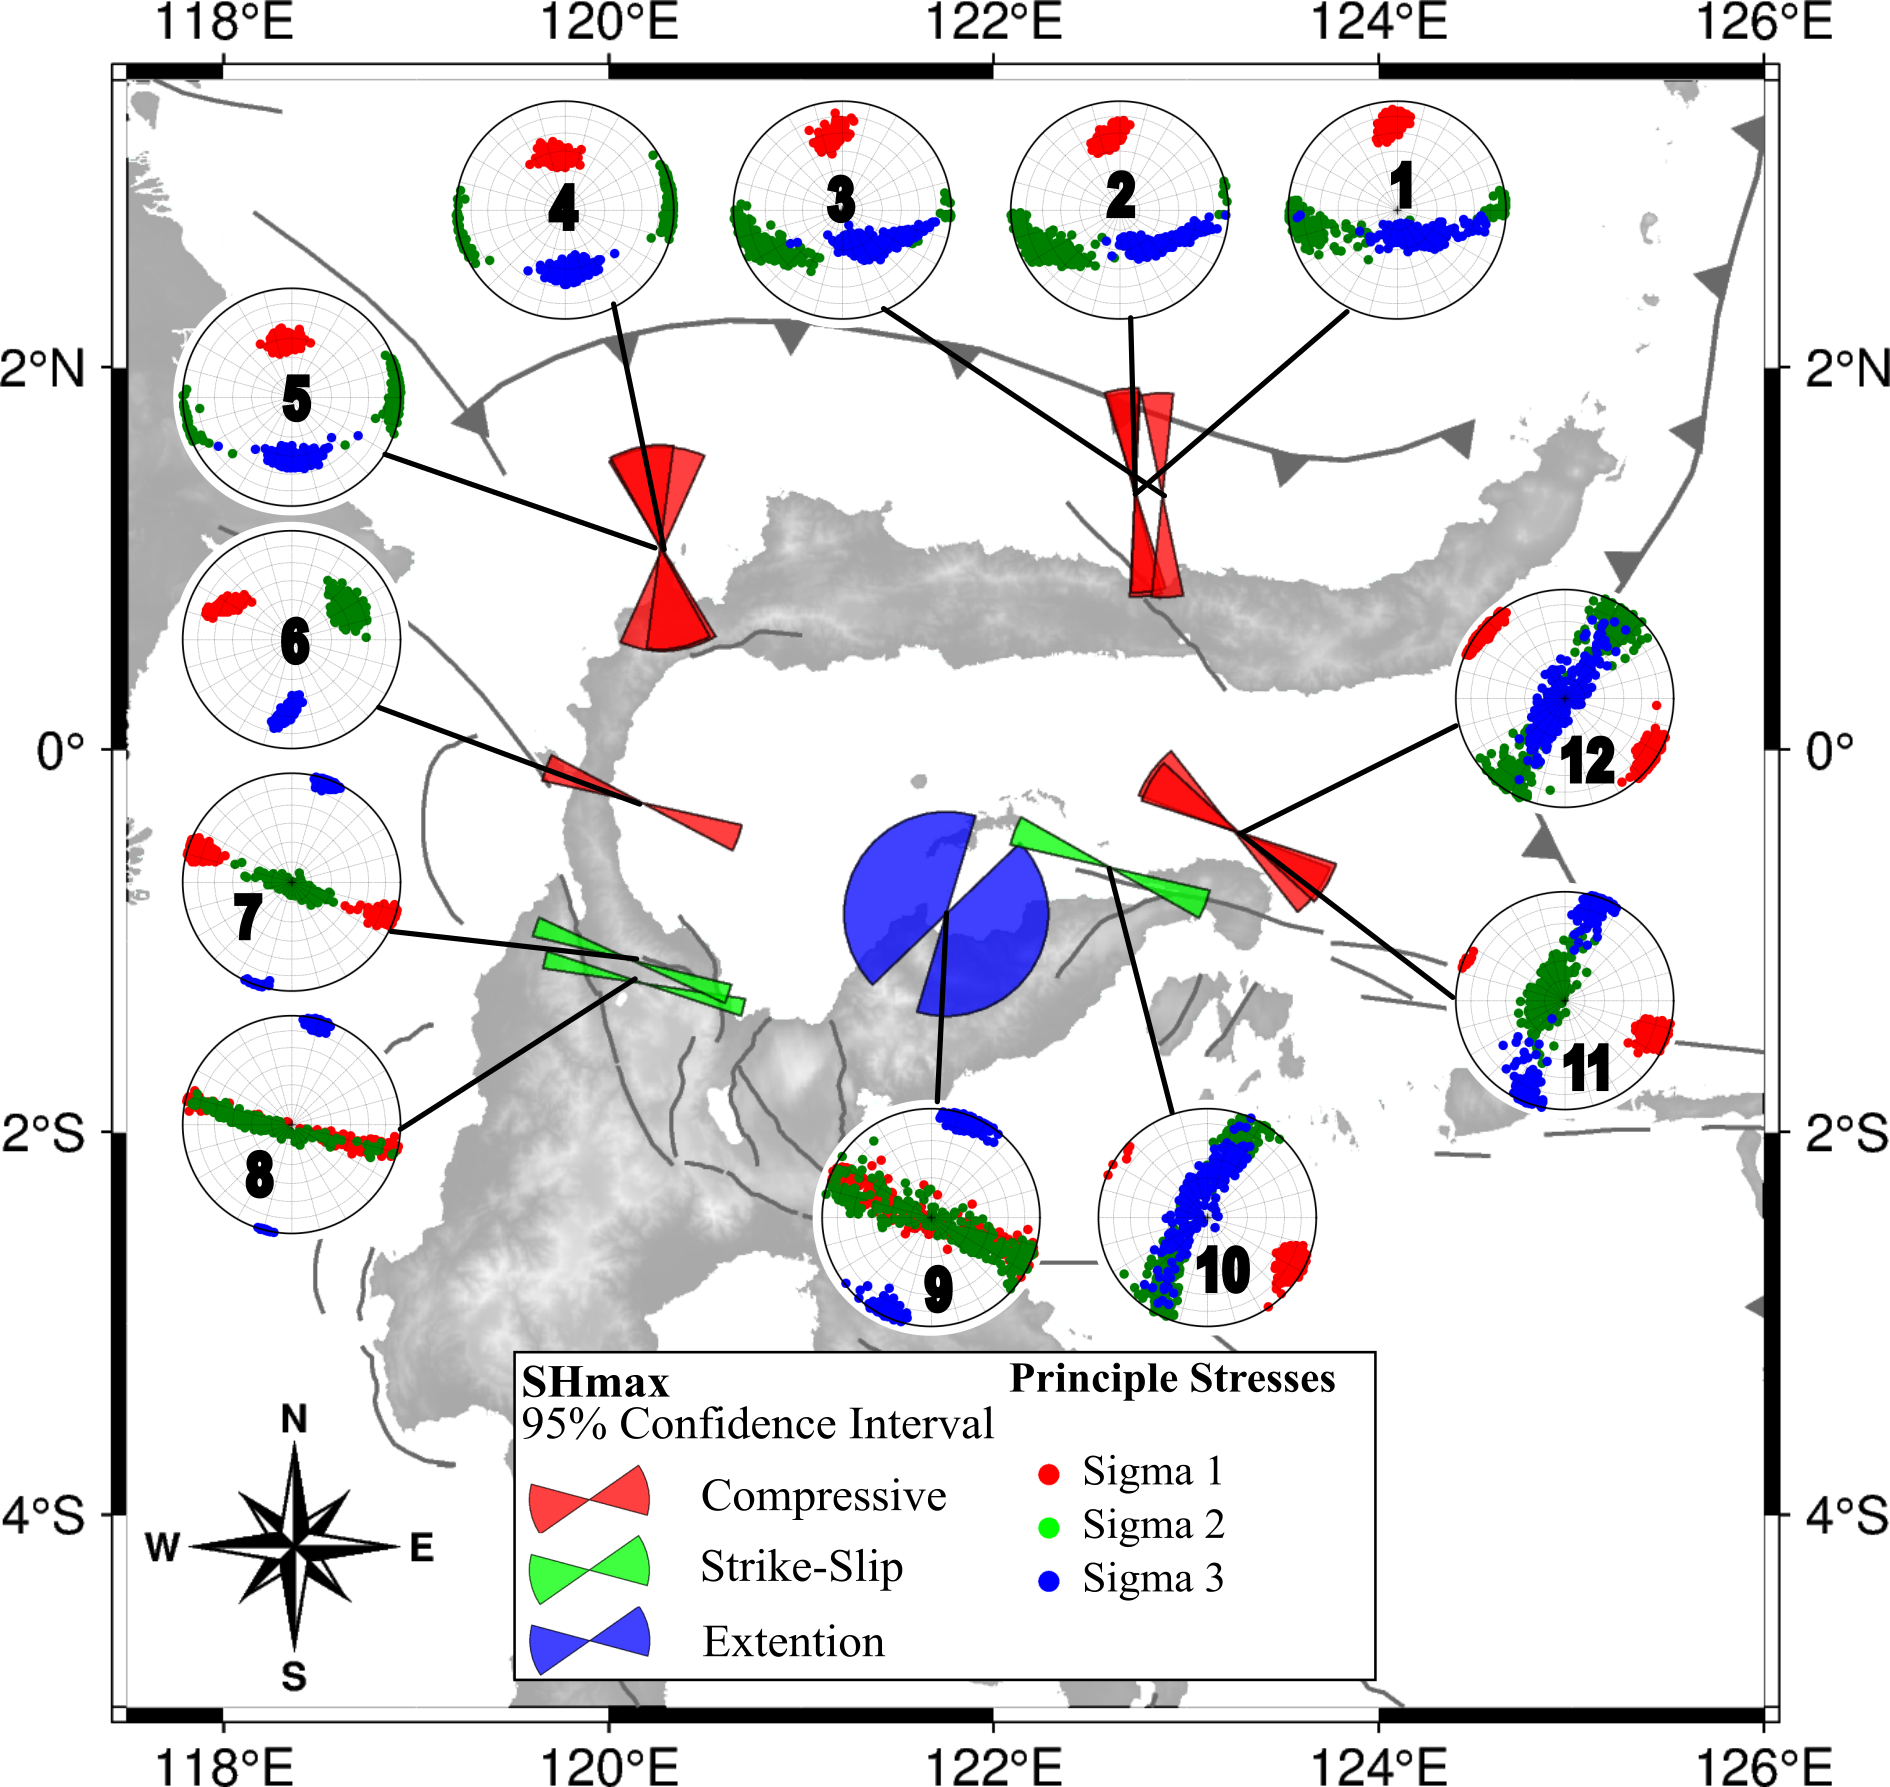 118°E 120°E 122°E 124°E 126°E
4 3 2 1
5
2°N 2°N
6
12
0° 0°
7
11
8
2°S 2°S
9 10
SHmax Principle Stresses
95% Confidence Interval
N
Compressive Sigma 1
4°S 4°S
Sigma 2
W E
Strike-Slip Sigma 3
Extention
S
118°E 120°E 122°E 124°E 126°E